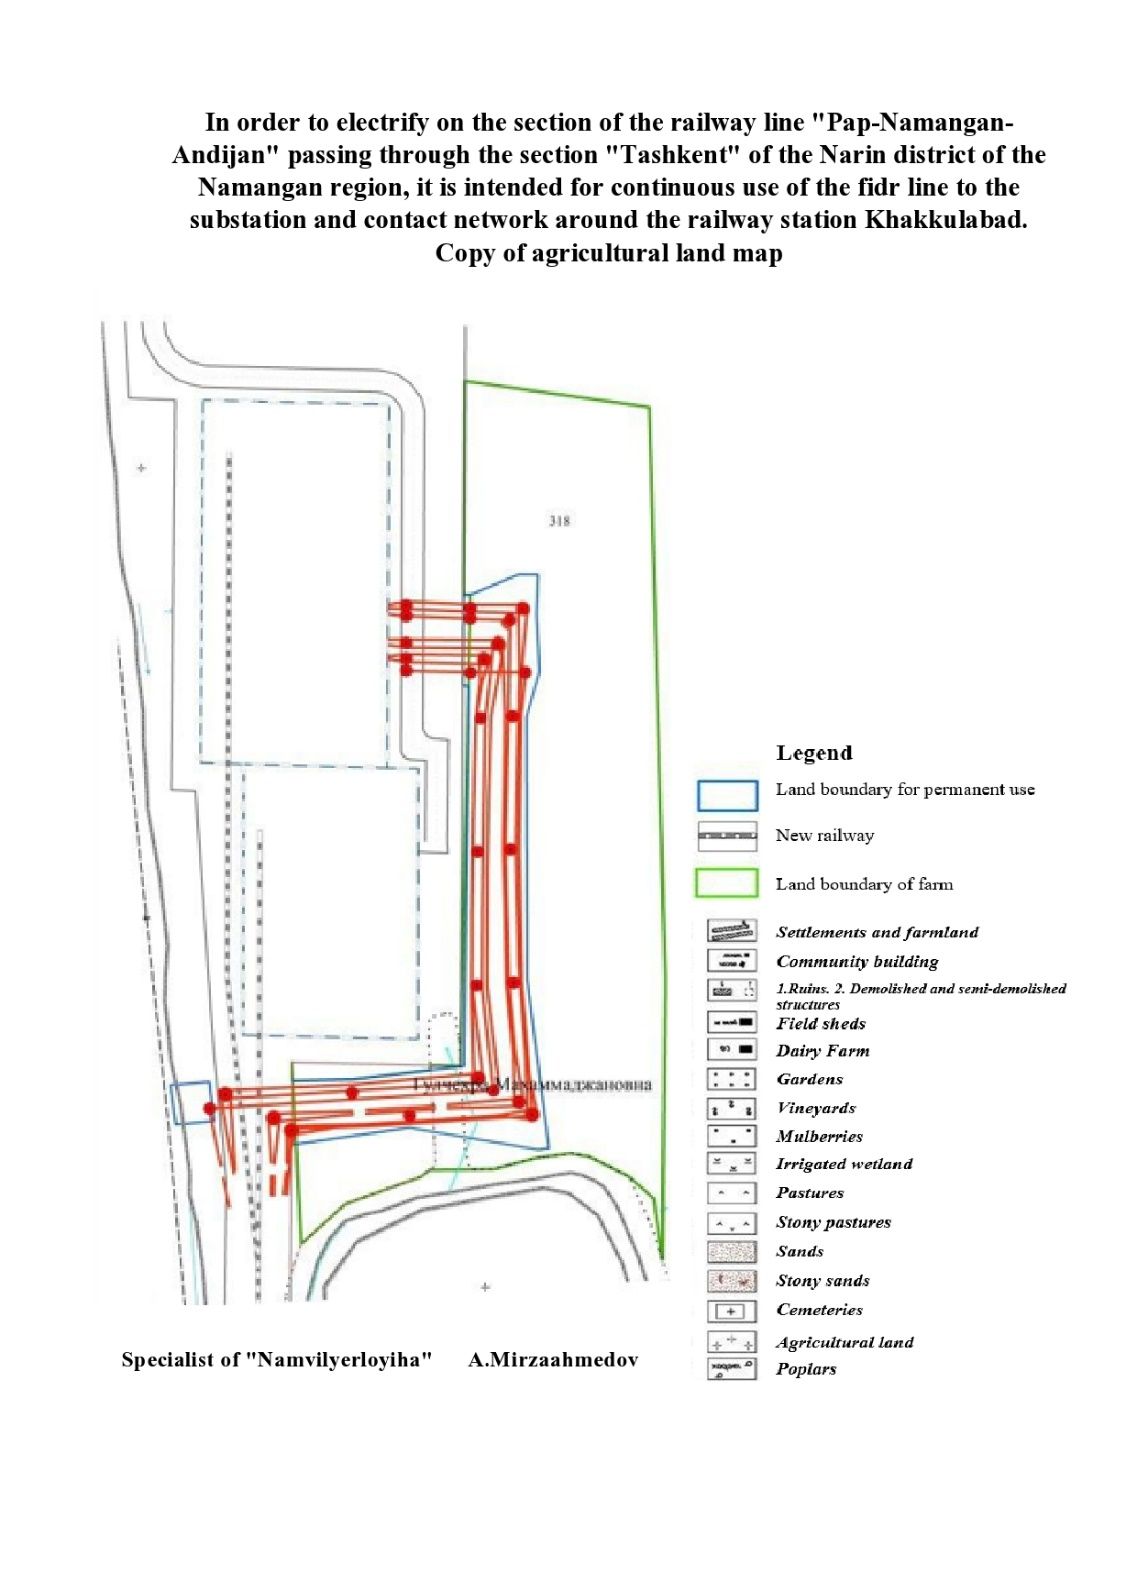 In order to electrify on the section of the railway line "Pap-Namangan-
Andijan" passing through the section "Tashkent" of the Narin district of the
Namangan region, it is intended for continuous use of the fidr line to the
substation and contact network around the railway station Khakkulabad.
Copy of agricultural land map
318
Legend
Land boundary for permanent use
New railway
Land boundary of farm
Settlements and farmland
Community building
1.Ruins. 2. Demolished and semi-demolished
structures
Field sheds
Dairy Farm
Gardens
Гулчехра Махаммаджановна
Vineyards
Mulberries
Irrigated wetland
Pastures
Stony pastures
Sands
Stony sands
Cemeteries
Agricultural land
Poplars
Specialist of "Namvilyerloyiha" A.Mirzaahmedov